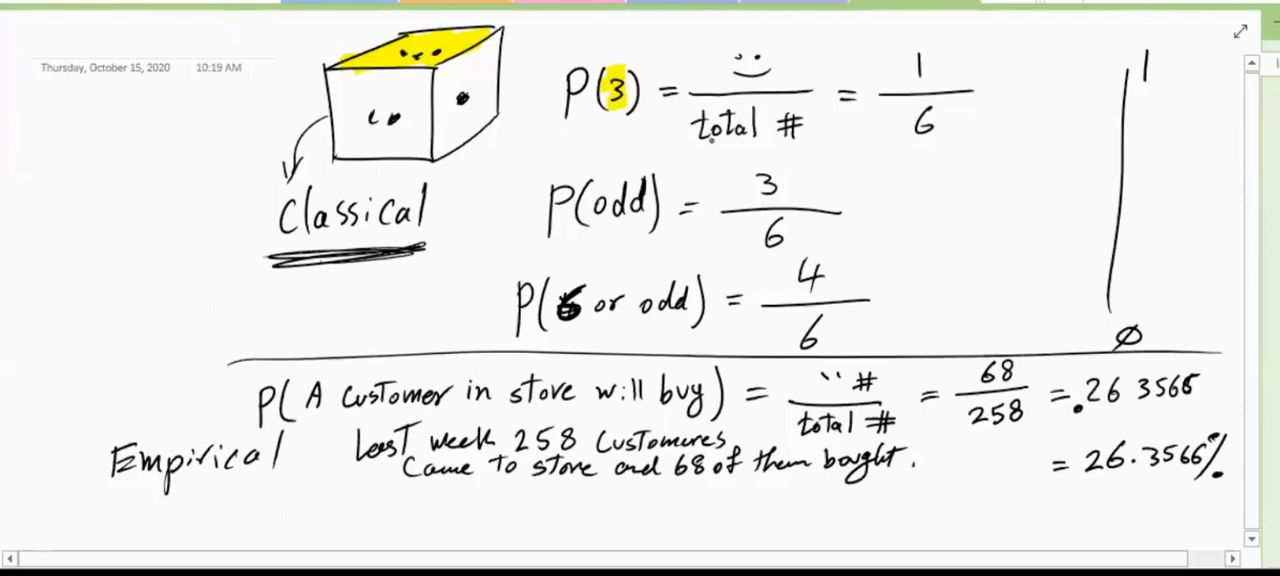 Thursday, October 15, 2020 10:19 AM
P(3) = total # = 1/6
1
Classical
P(odd) = 3/6
P(6 or odd) = 4/6
0
P(A customer in store will buy) = #/total # = 68/258 = .263566
Empirical
Last week 258 Customeres
Came to store and 68 of them bought.
= 26.3566%